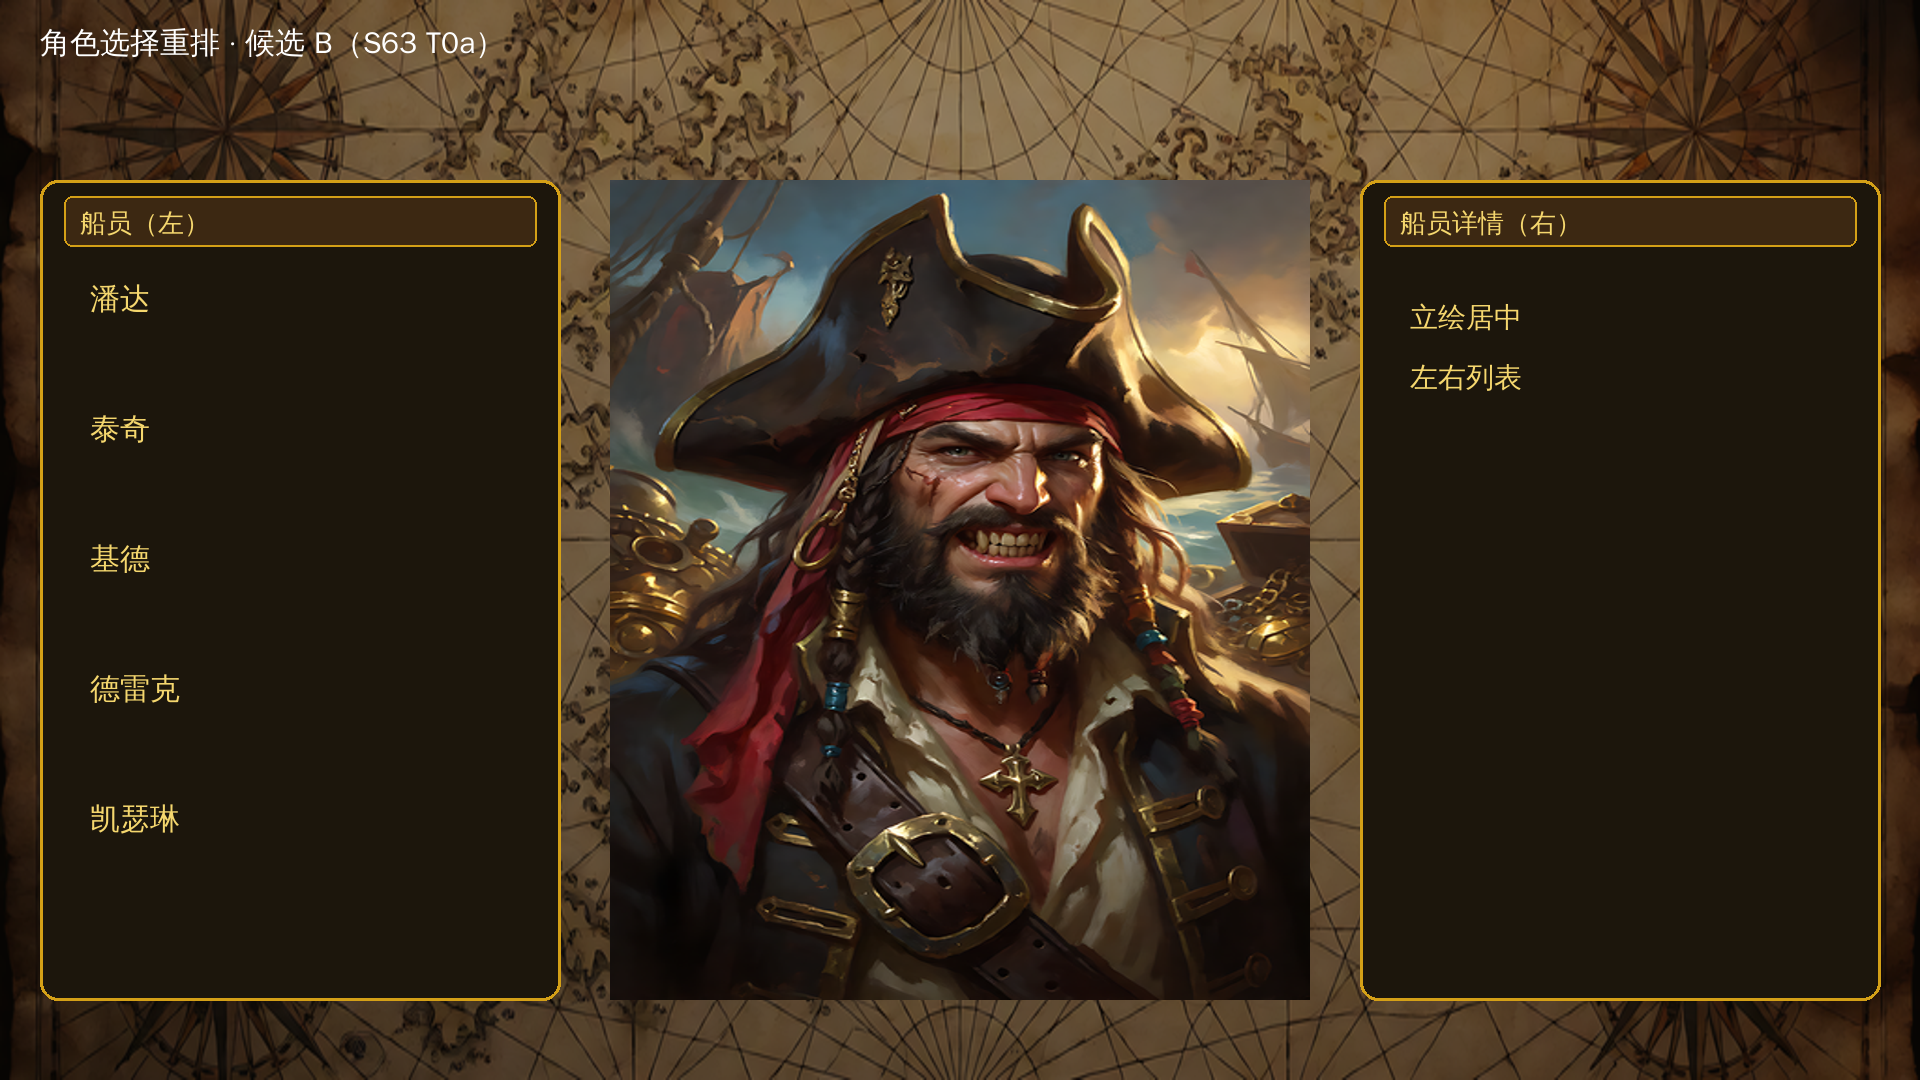 角色选择重排 · 候选 B（S63 T0a）
船员（左）
潘达
泰奇
基德
德雷克
凯瑟琳
船员详情（右）
立绘居中
左右列表